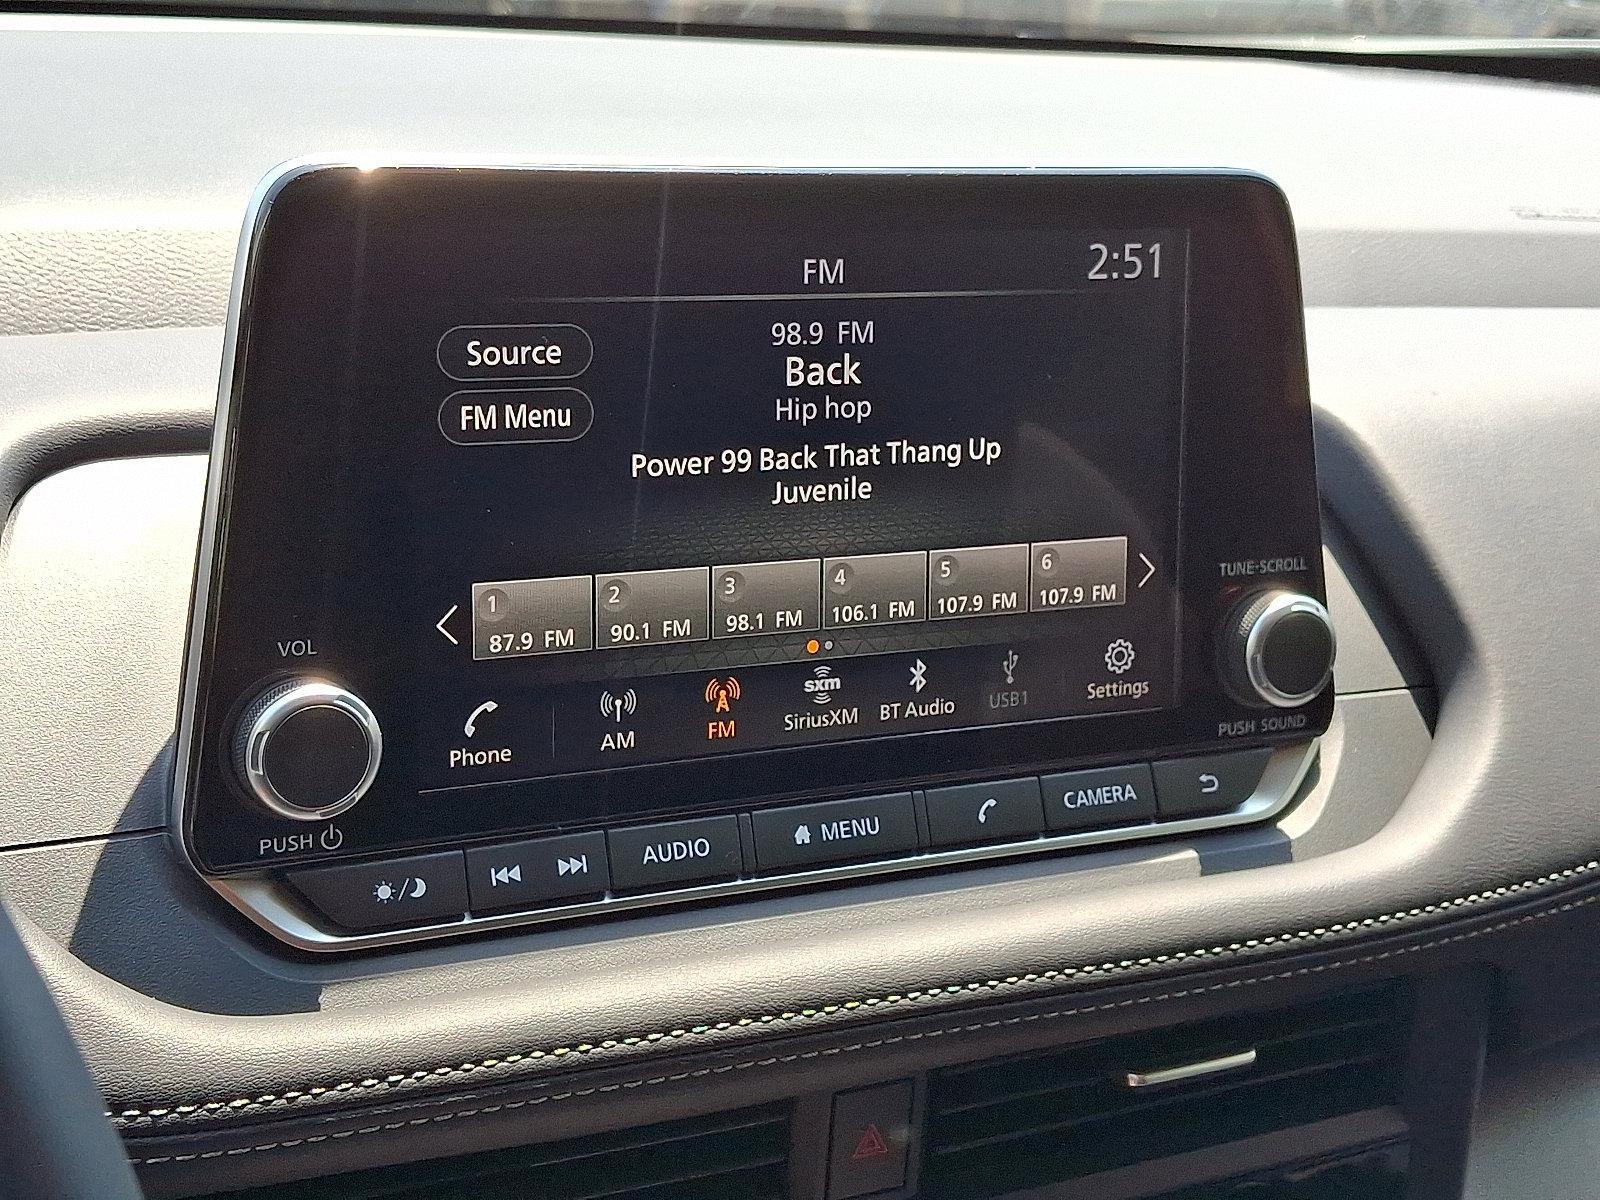 FM
2:51
Source
FM Menu
98.9 FM
Back
Hip hop
Power 99 Back That Thang Up
Juvenile
1
87.9 FM
2
90.1 FM
3
98.1 FM
4
106.1 FM
5
107.9 FM
6
107.9 FM
Phone
AM
FM
sxm
SiriusXM
BT Audio
USB1
Settings
VOL
PUSH
TUNE-SCROLL
PUSH SOUND
AUDIO
MENU
CAMERA